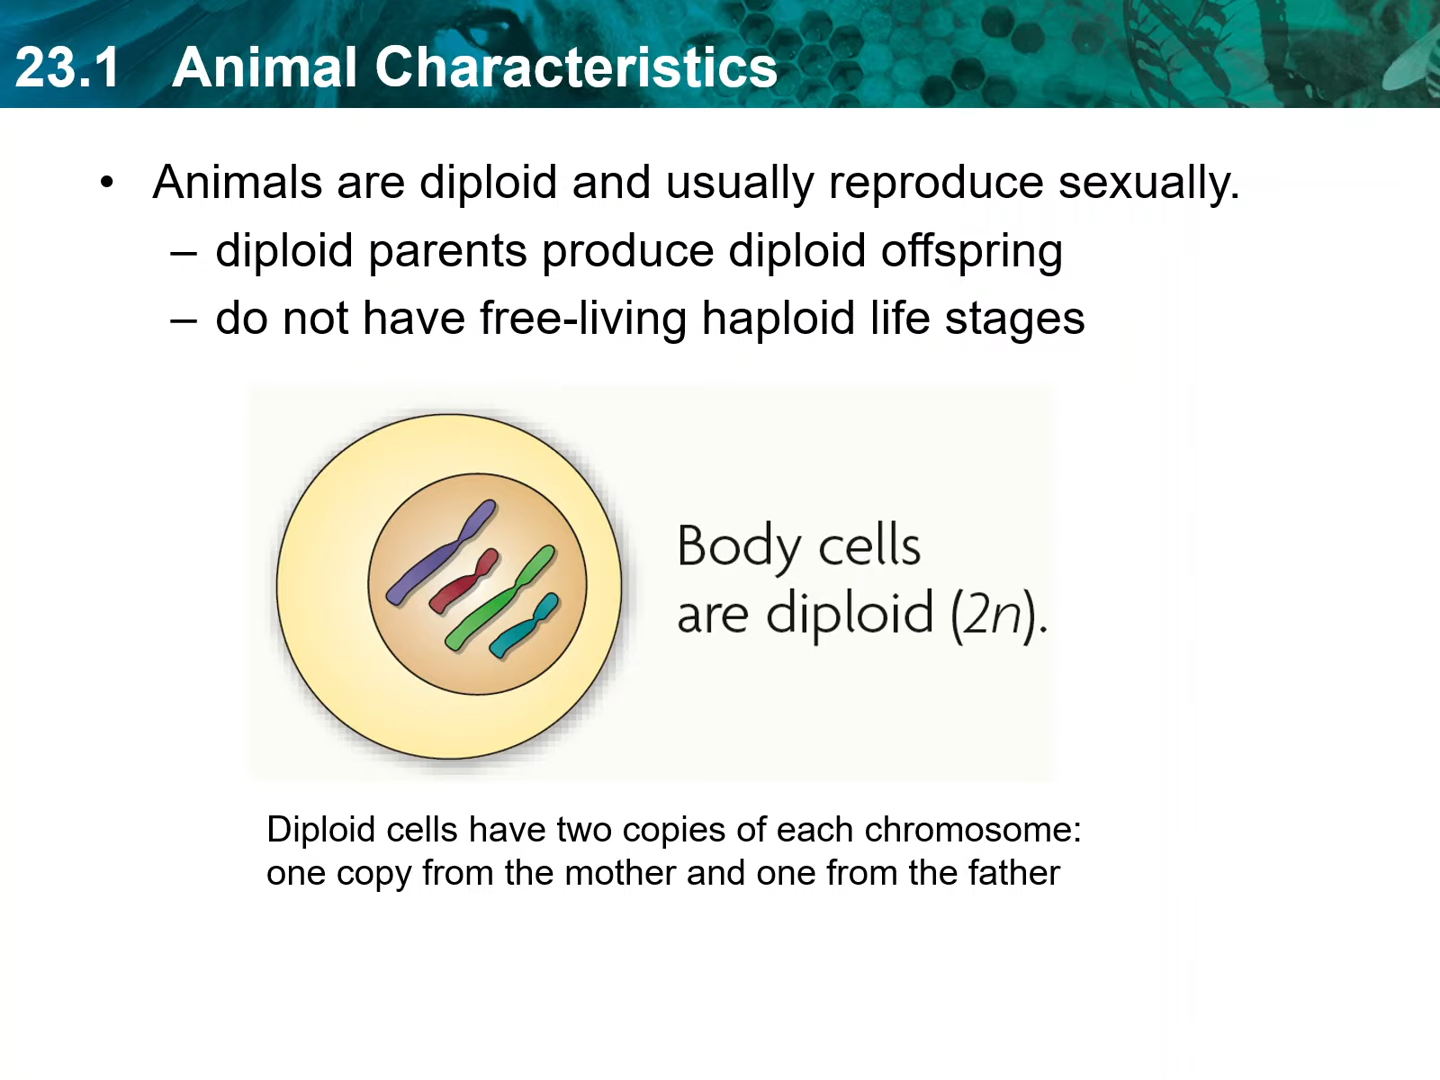 23.1 Animal Characteristics
• Animals are diploid and usually reproduce sexually.
– diploid parents produce diploid offspring
– do not have free-living haploid life stages
Body cells
are diploid (2n).
Diploid cells have two copies of each chromosome:
one copy from the mother and one from the father